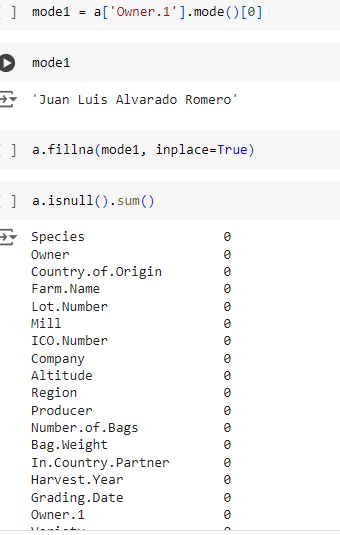 [ ] mode1 = a['Owner.1'].mode()[0]
mode1
'Juan Luis Alvarado Romero'
[ ] a.fillna(mode1, inplace=True)
[ ] a.isnull().sum()
Species 0
Owner 0
Country.of.Origin 0
Farm.Name 0
Lot.Number 0
Mill 0
ICO.Number 0
Company 0
Altitude 0
Region 0
Producer 0
Number.of.Bags 0
Bag.Weight 0
In.Country.Partner 0
Harvest.Year 0
Grading.Date 0
Owner.1 0